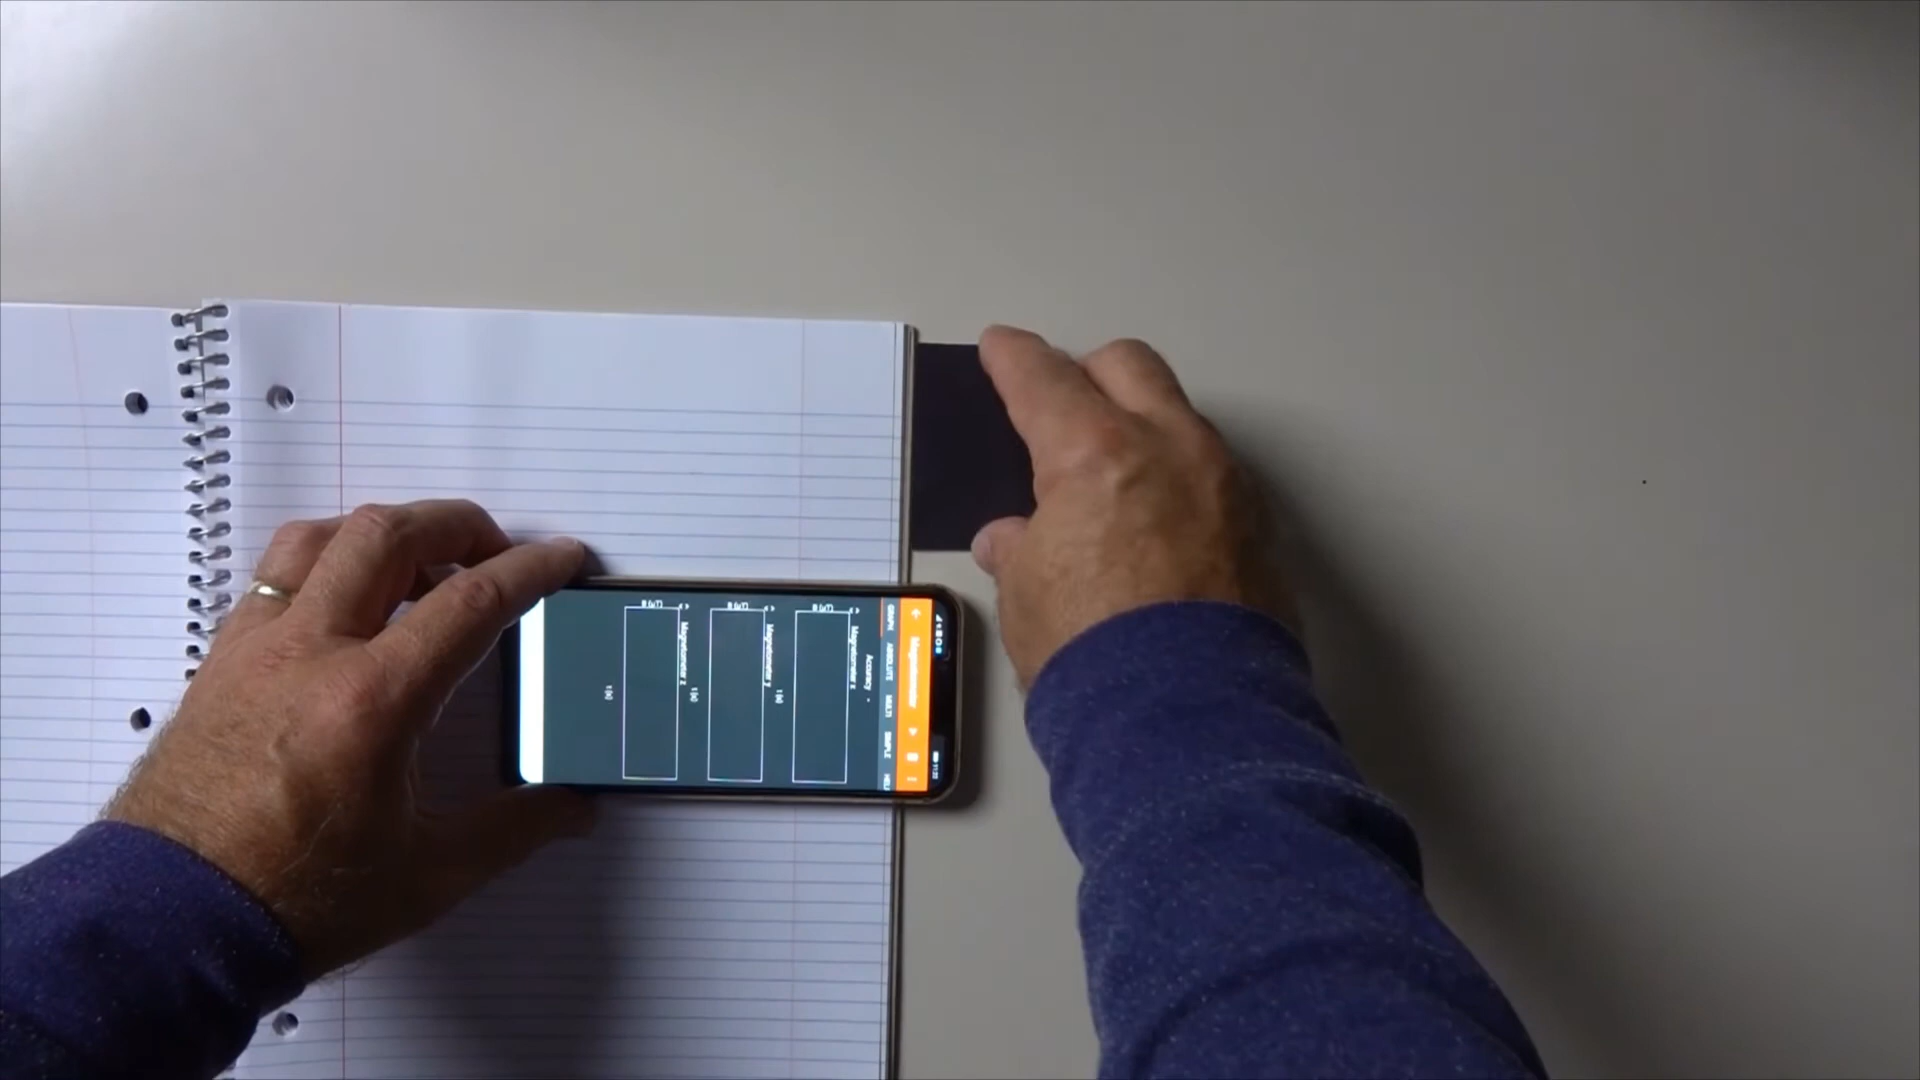 Magnetometer
GRAPH ABSOLUTE MULTI SIMPLE
Accuracy -
Magnetometer x
B (µT)
t (s)
Magnetometer y
B (µT)
t (s)
Magnetometer z
B (µT)
t (s)